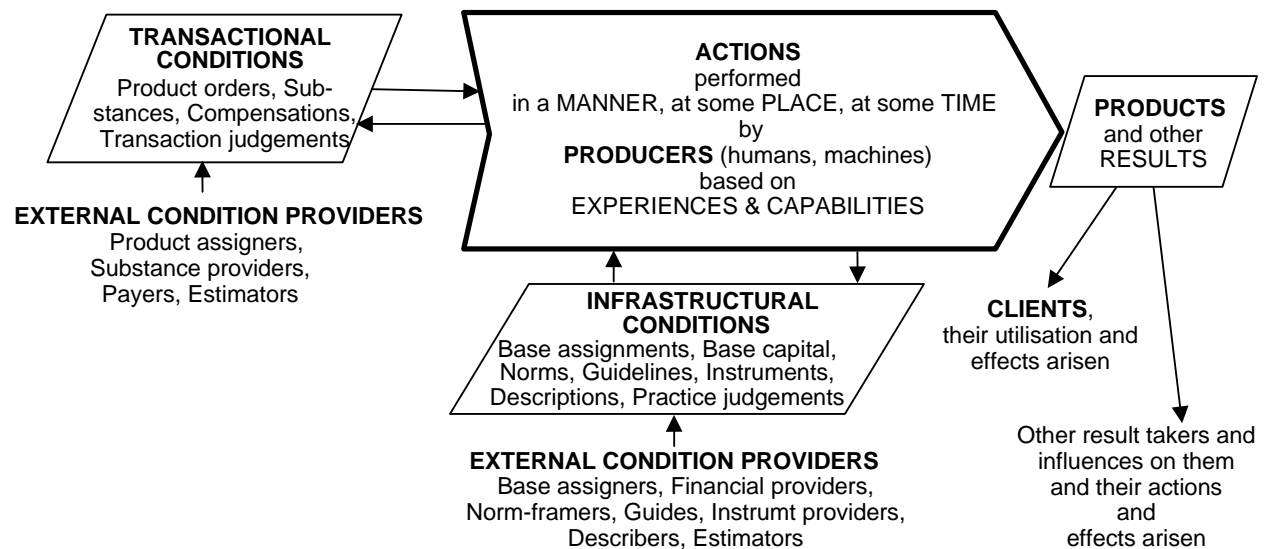 TRANSACTIONAL
CONDITIONS
Product orders, Sub-
stances, Compensations,
Transaction judgements
EXTERNAL CONDITION PROVIDERS
Product assigners,
Substance providers,
Payers, Estimators
ACTIONS
performed
in a MANNER, at some PLACE, at some TIME
by
PRODUCERS (humans, machines)
based on
EXPERIENCES & CAPABILITIES
INFRASTRUCTURAL
CONDITIONS
Base assignments, Base capital,
Norms, Guidelines, Instruments,
Descriptions, Practice judgements
EXTERNAL CONDITION PROVIDERS
Base assigners, Financial providers,
Norm-framers, Guides, Instrumt providers,
Describers, Estimators
PRODUCTS
and other
RESULTS
CLIENTS,
their utilisation and
effects arisen
Other result takers and
influences on them
and their actions
and
effects arisen